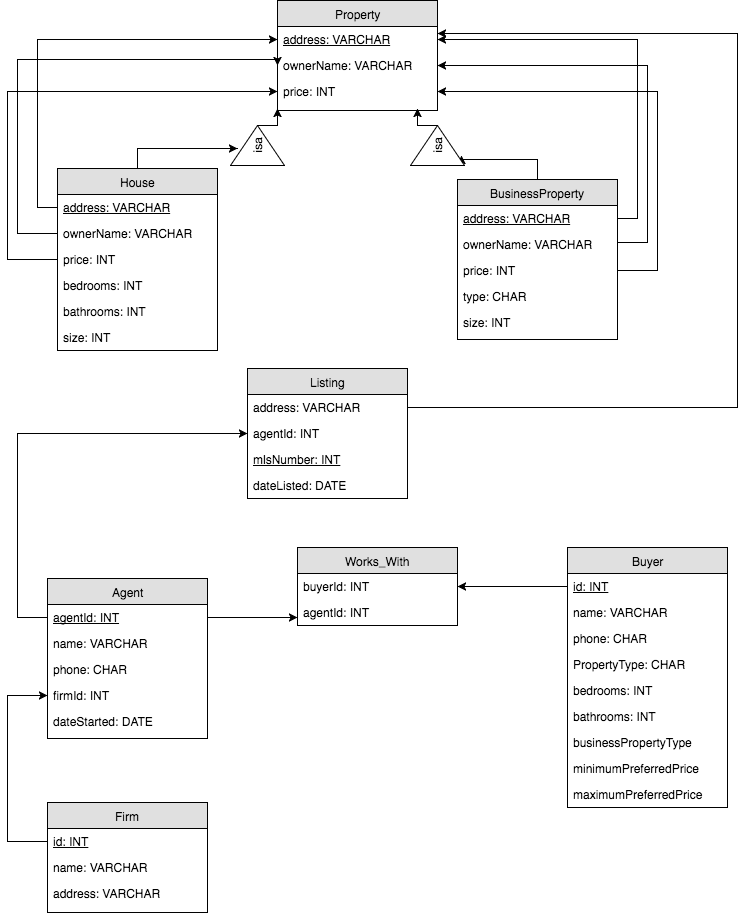 Property
address: VARCHAR
ownerName: VARCHAR
price: INT
isa
isa
House
address: VARCHAR
ownerName: VARCHAR
price: INT
bedrooms: INT
bathrooms: INT
size: INT
BusinessProperty
address: VARCHAR
ownerName: VARCHAR
price: INT
type: CHAR
size: INT
Listing
address: VARCHAR
agentId: INT
mlsNumber: INT
dateListed: DATE
Agent
agentId: INT
name: VARCHAR
phone: CHAR
firmId: INT
dateStarted: DATE
Works_With
buyerId: INT
agentId: INT
Buyer
id: INT
name: VARCHAR
phone: CHAR
PropertyType: CHAR
bedrooms: INT
bathrooms: INT
businessPropertyType
minimumPreferredPrice
maximumPreferredPrice
Firm
id: INT
name: VARCHAR
address: VARCHAR